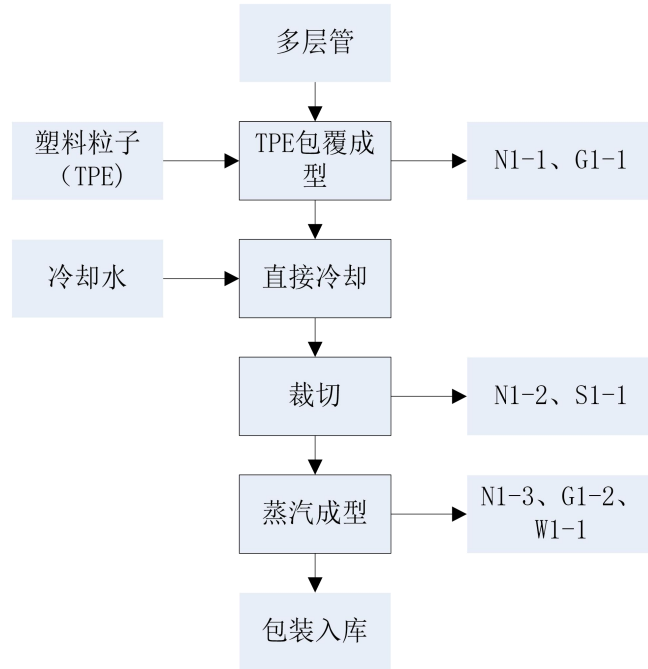 多层管
塑料粒子
（TPE）
TPE包覆成
型
N1-1、G1-1
冷却水
直接冷却
裁切
N1-2、S1-1
蒸汽成型
N1-3、G1-2、
W1-1
包装入库